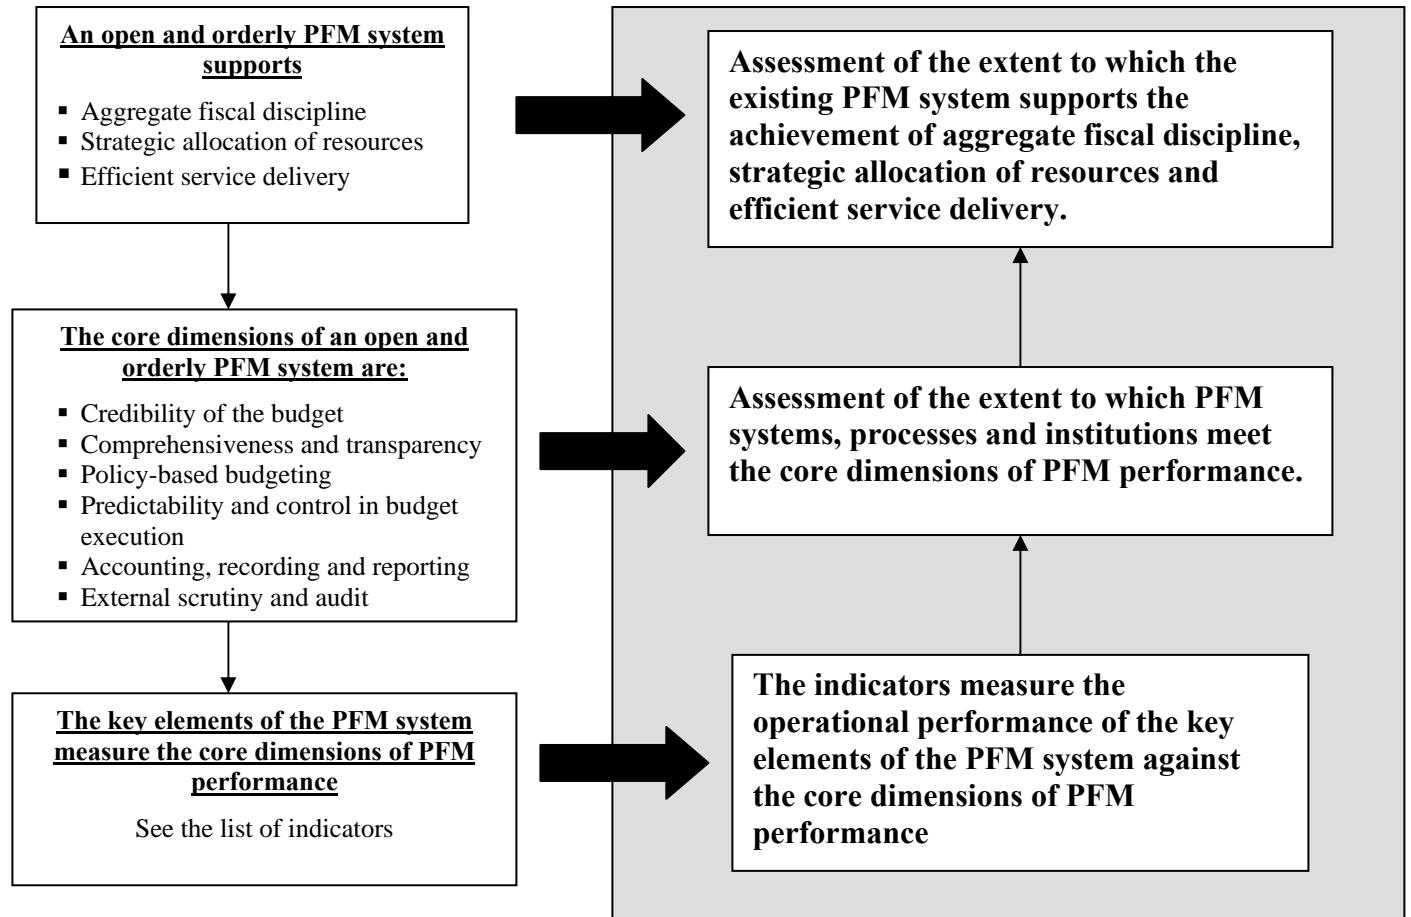 An open and orderly PFM system
supports
▪ Aggregate fiscal discipline
▪ Strategic allocation of resources
▪ Efficient service delivery
Assessment of the extent to which the
existing PFM system supports the
achievement of aggregate fiscal discipline,
strategic allocation of resources and
efficient service delivery.
The core dimensions of an open and
orderly PFM system are:
▪ Credibility of the budget
▪ Comprehensiveness and transparency
▪ Policy-based budgeting
▪ Predictability and control in budget
execution
▪ Accounting, recording and reporting
▪ External scrutiny and audit
Assessment of the extent to which PFM
systems, processes and institutions meet
the core dimensions of PFM performance.
The key elements of the PFM system
measure the core dimensions of PFM
performance
See the list of indicators
The indicators measure the
operational performance of the key
elements of the PFM system against
the core dimensions of PFM
performance